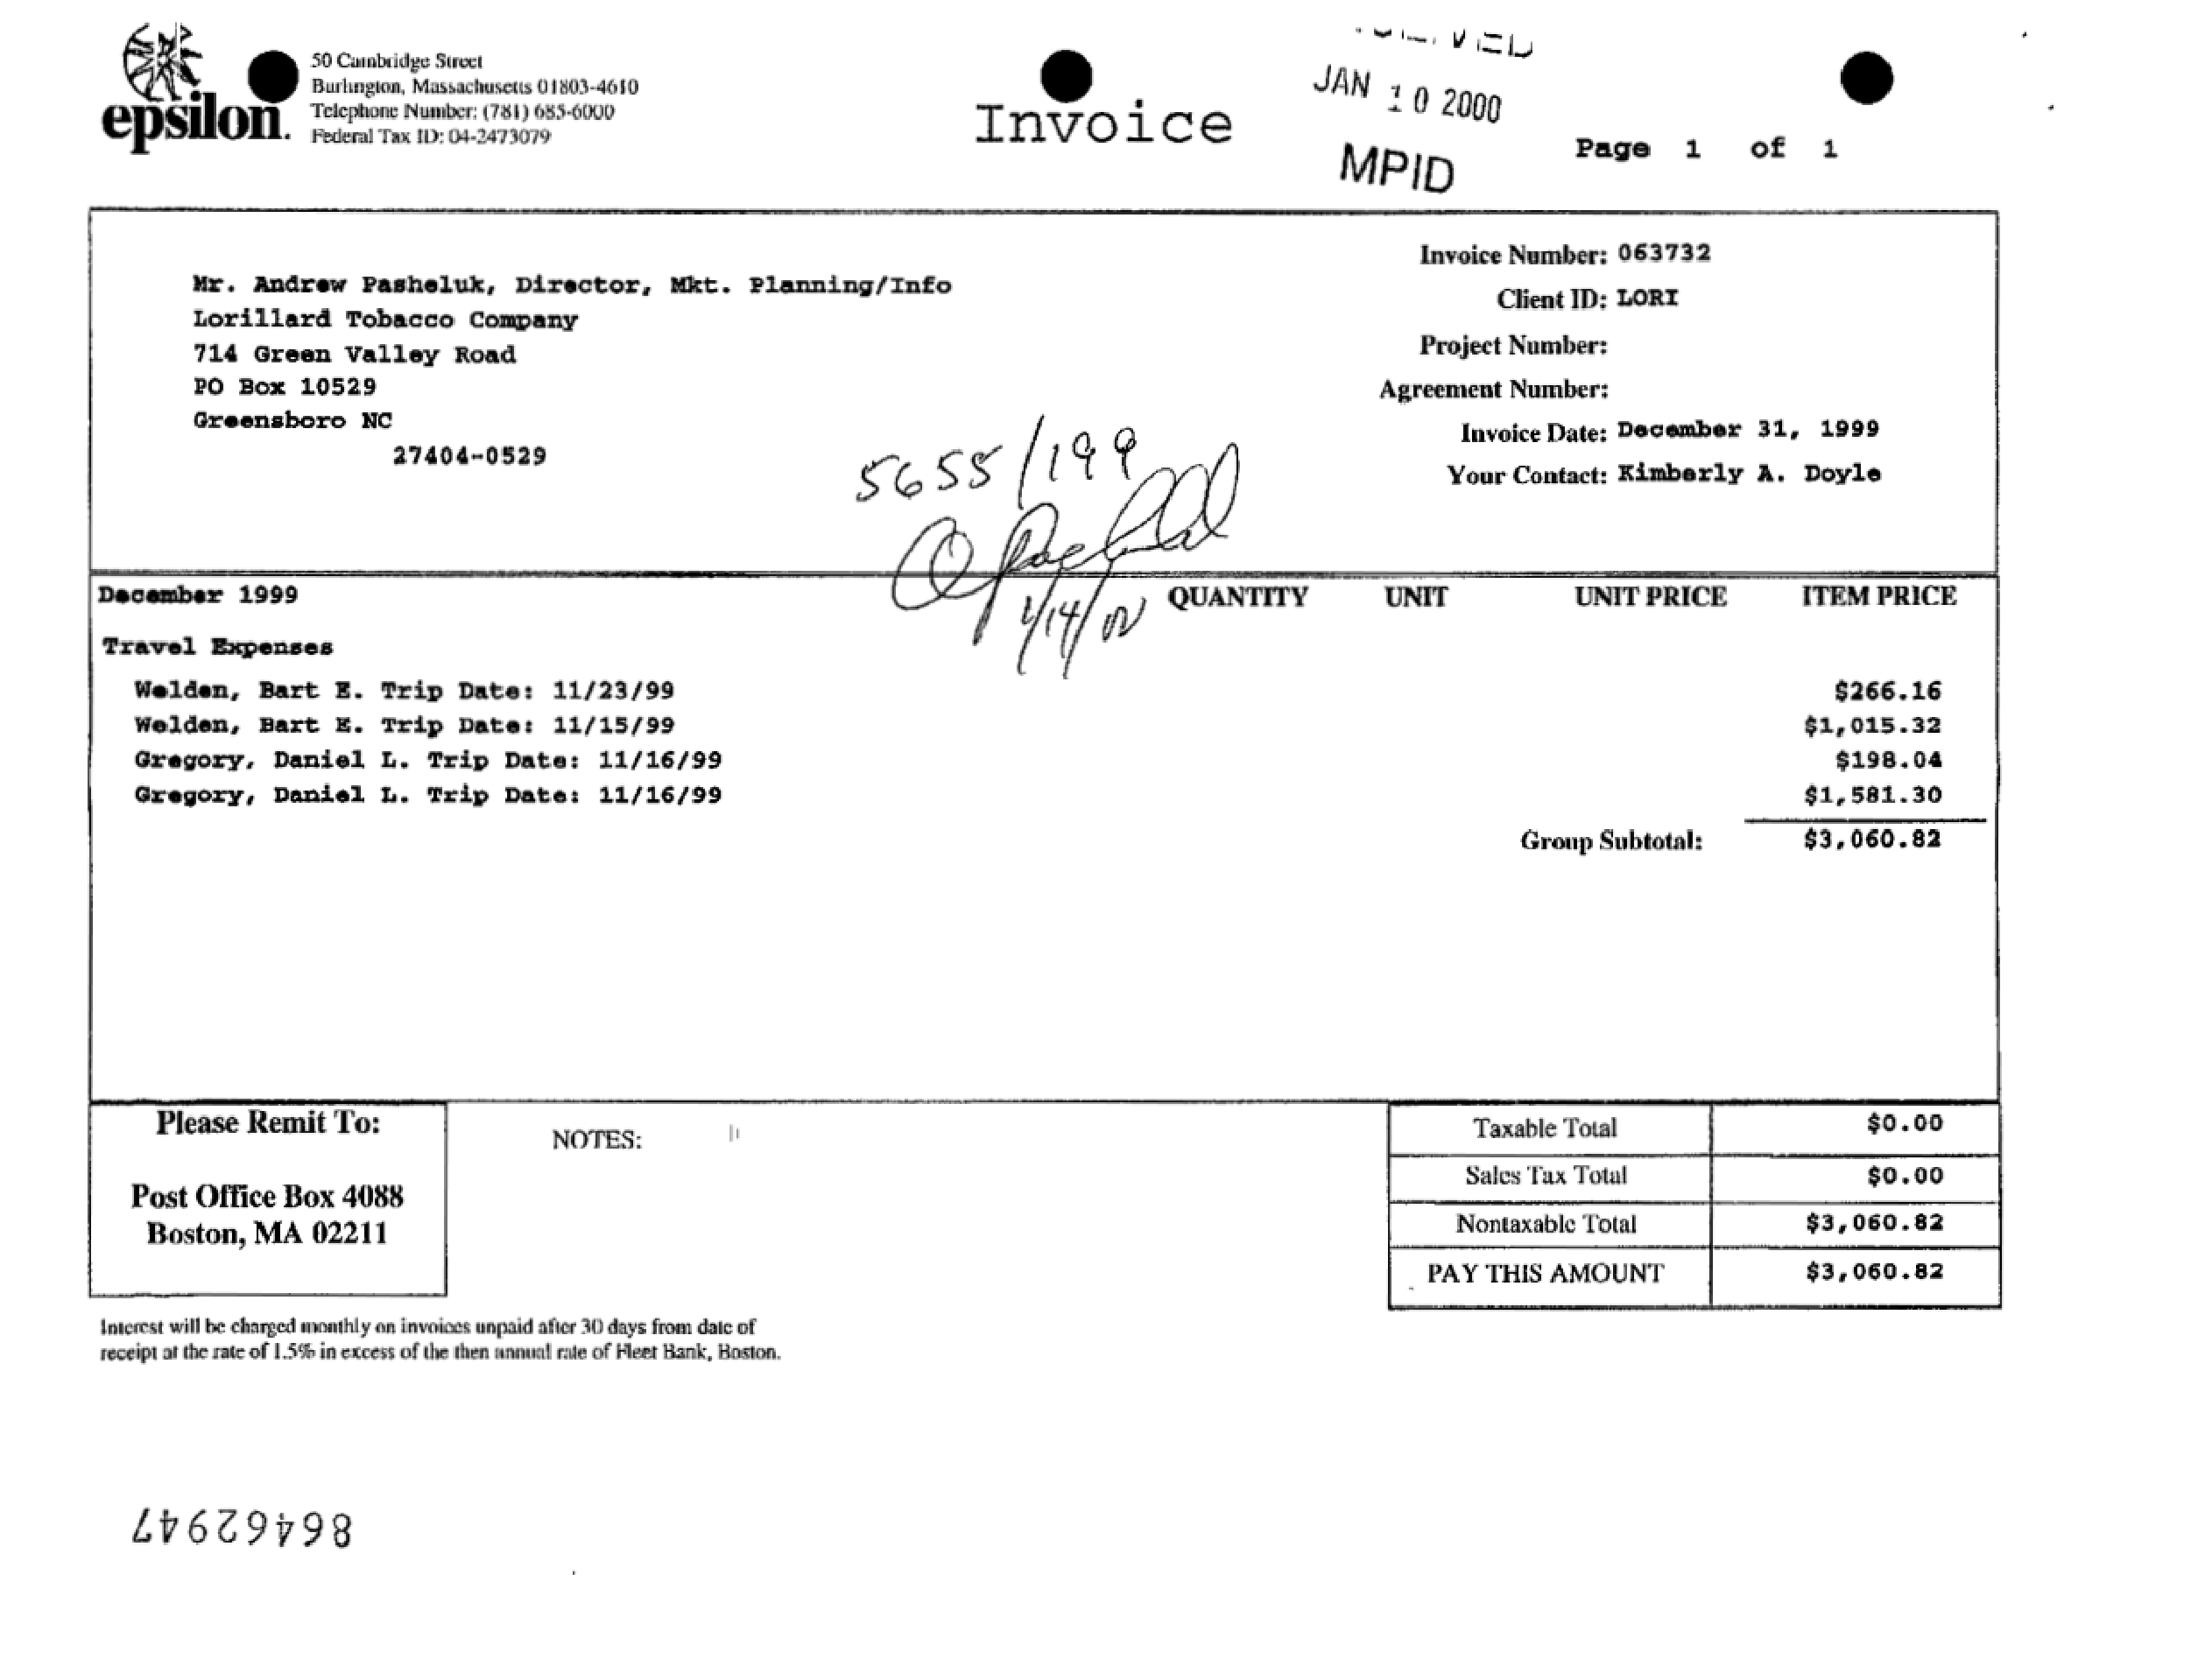 epsilon.
50 Cambridge Street
Burlington, Massachusetts 01803-4610
Telephone Number: (781) 685-6000
Federal Tax ID: 04-2473079
Invoice
JAN 10 2000
MPID
Page 1 of 1
Mr. Andrew Pasheluk, Director, Mkt. Planning/Info
Lorillard Tobacco Company
714 Green Valley Road
PO Box 10529
Greensboro NC
27404-0529
Invoice Number: 063732
Client ID: LORI
Project Number:
Agreement Number:
Invoice Date: December 31, 1999
Your Contact: Kimberly A. Doyle
5655/199
1/14/00
December 1999 QUANTITY UNIT UNIT PRICE ITEM PRICE
Travel Expenses
Welden, Bart E. Trip Date: 11/23/99 $266.16
Welden, Bart E. Trip Date: 11/15/99 $1,015.32
Gregory, Daniel L. Trip Date: 11/16/99 $198.04
Gregory, Daniel L. Trip Date: 11/16/99 $1,581.30
Group Subtotal: $3,060.82
Please Remit To:
Post Office Box 4088
Boston, MA 02211
NOTES:
Taxable Total $0.00
Sales Tax Total $0.00
Nontaxable Total $3,060.82
PAY THIS AMOUNT $3,060.82
Interest will be charged monthly on invoices unpaid after 30 days from date of
receipt at the rate of 1.5% in excess of the then annual rate of Fleet Bank, Boston.
86462947